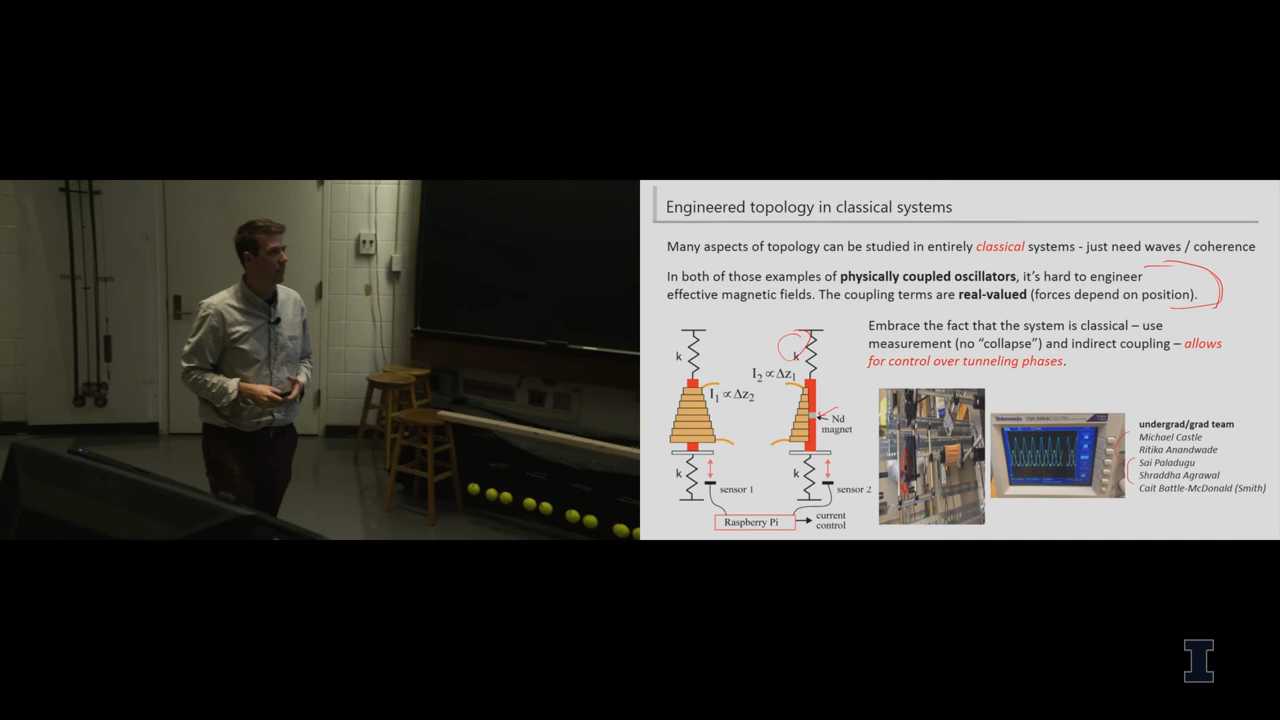 Engineered topology in classical systems
Many aspects of topology can be studied in entirely classical systems - just need waves / coherence
In both of those examples of physically coupled oscillators, it's hard to engineer
effective magnetic fields. The coupling terms are real-valued (forces depend on position).
Embrace the fact that the system is classical – use
measurement (no "collapse") and indirect coupling – allows
for control over tunneling phases.
k
k
I₂ ∝ Δz₁
I₁ ∝ Δz₂
Nd
magnet
k
k
sensor 1
sensor 2
Raspberry Pi
current
control
Tektronix
undergrad/grad team
Michael Castle
Ritika Anandwade
Sai Paladugu
Shraddha Agrawal
Cait Battle-McDonald (Smith)
I